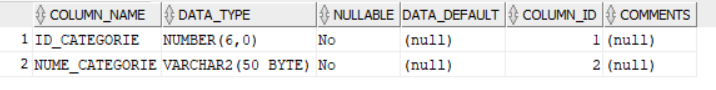 COLUMN_NAME DATA_TYPE NULLABLE DATA_DEFAULT COLUMN_ID COMMENTS
1 ID_CATEGORIE NUMBER(6,0) No (null) 1 (null)
2 NUME_CATEGORIE VARCHAR2(50 BYTE) No (null) 2 (null)